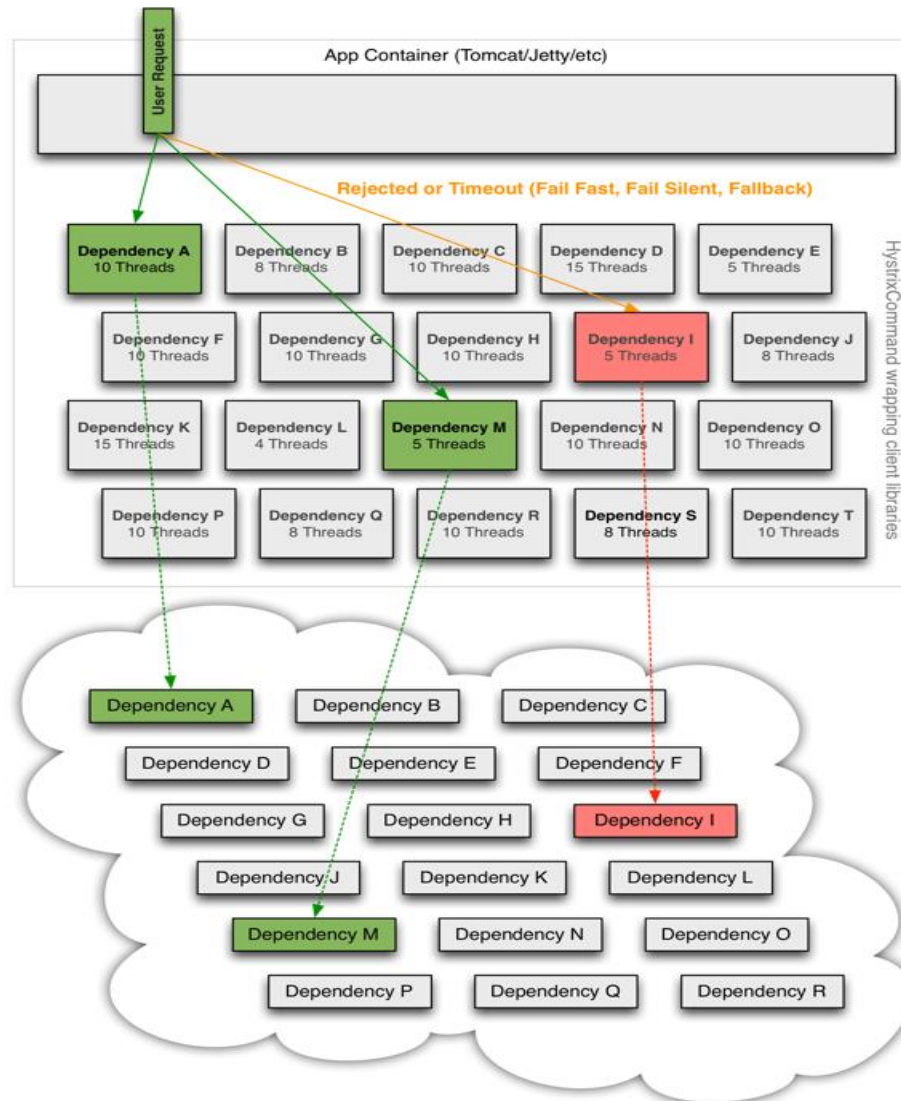 User Request
App Container (Tomcat/Jetty/etc)
Rejected or Timeout (Fail Fast, Fail Silent, Fallback)
Dependency A
10 Threads
Dependency B
8 Threads
Dependency C
10 Threads
Dependency D
15 Threads
Dependency E
5 Threads
Dependency F
10 Threads
Dependency G
10 Threads
Dependency H
10 Threads
Dependency I
5 Threads
Dependency J
8 Threads
Dependency K
15 Threads
Dependency L
4 Threads
Dependency M
5 Threads
Dependency N
10 Threads
Dependency O
10 Threads
Dependency P
10 Threads
Dependency Q
8 Threads
Dependency R
10 Threads
Dependency S
8 Threads
Dependency T
10 Threads
HystrixCommand wrapping client libraries
Dependency A
Dependency B
Dependency C
Dependency D
Dependency E
Dependency F
Dependency G
Dependency H
Dependency I
Dependency J
Dependency K
Dependency L
Dependency M
Dependency N
Dependency O
Dependency P
Dependency Q
Dependency R